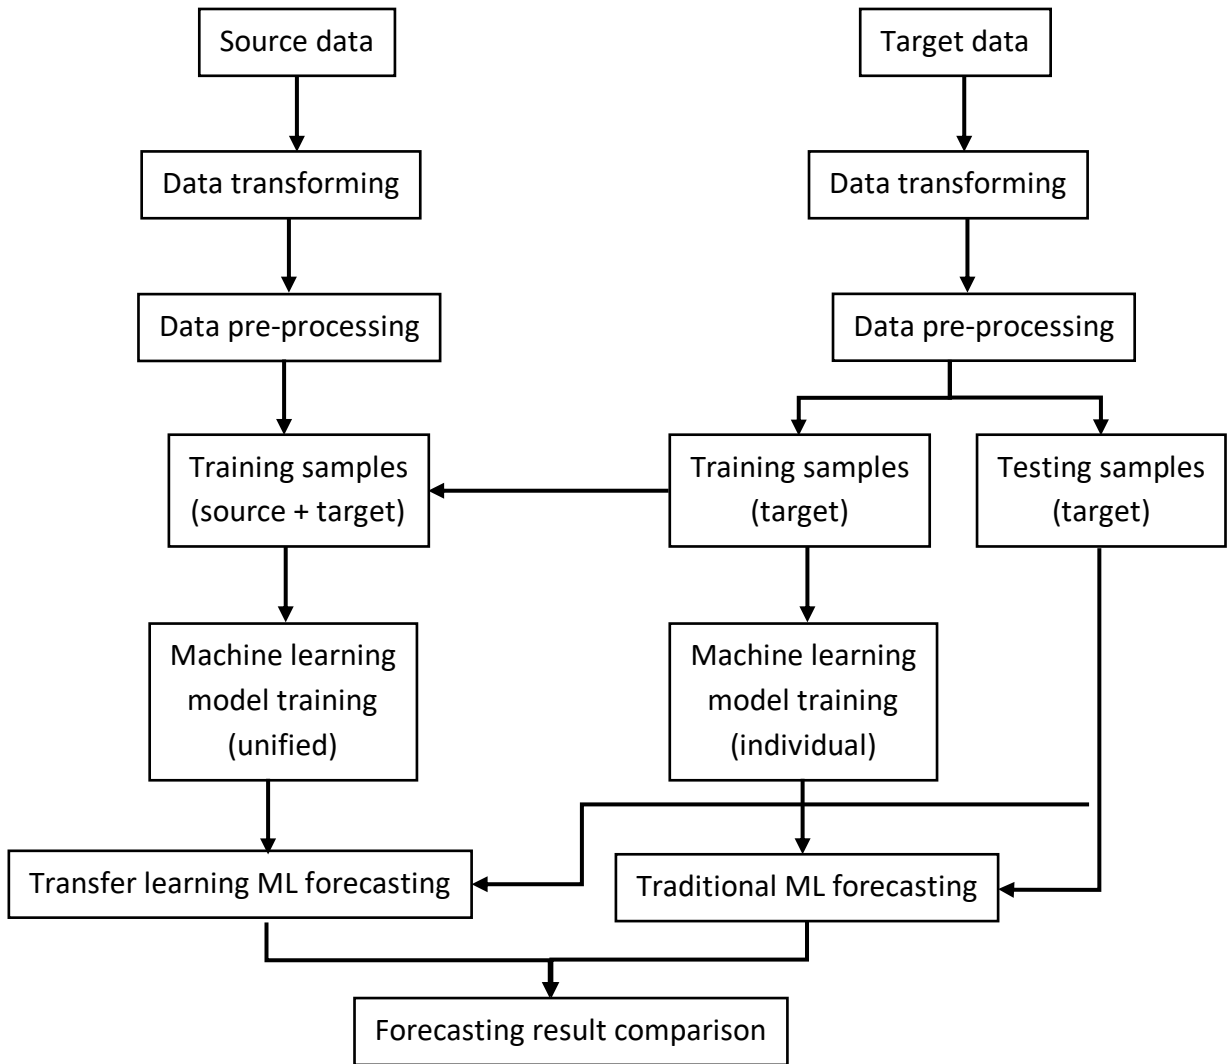 Source data
Target data
Data transforming
Data transforming
Data pre-processing
Data pre-processing
Training samples
(source + target)
Training samples
(target)
Testing samples
(target)
Machine learning
model training
(unified)
Machine learning
model training
(individual)
Transfer learning ML forecasting
Traditional ML forecasting
Forecasting result comparison